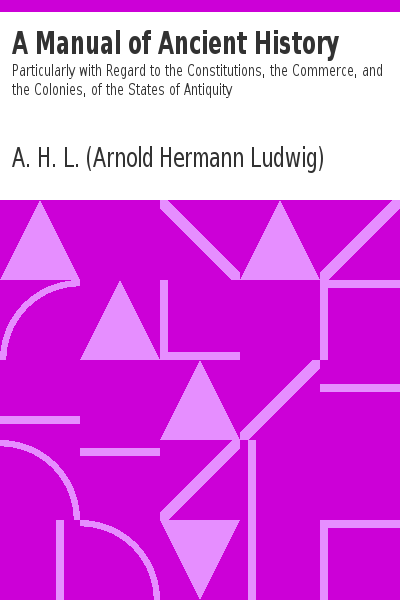 A Manual of Ancient History
Particularly with Regard to the Constitutions, the Commerce, and
the Colonies, of the States of Antiquity
A. H. L. (Arnold Hermann Ludwig)